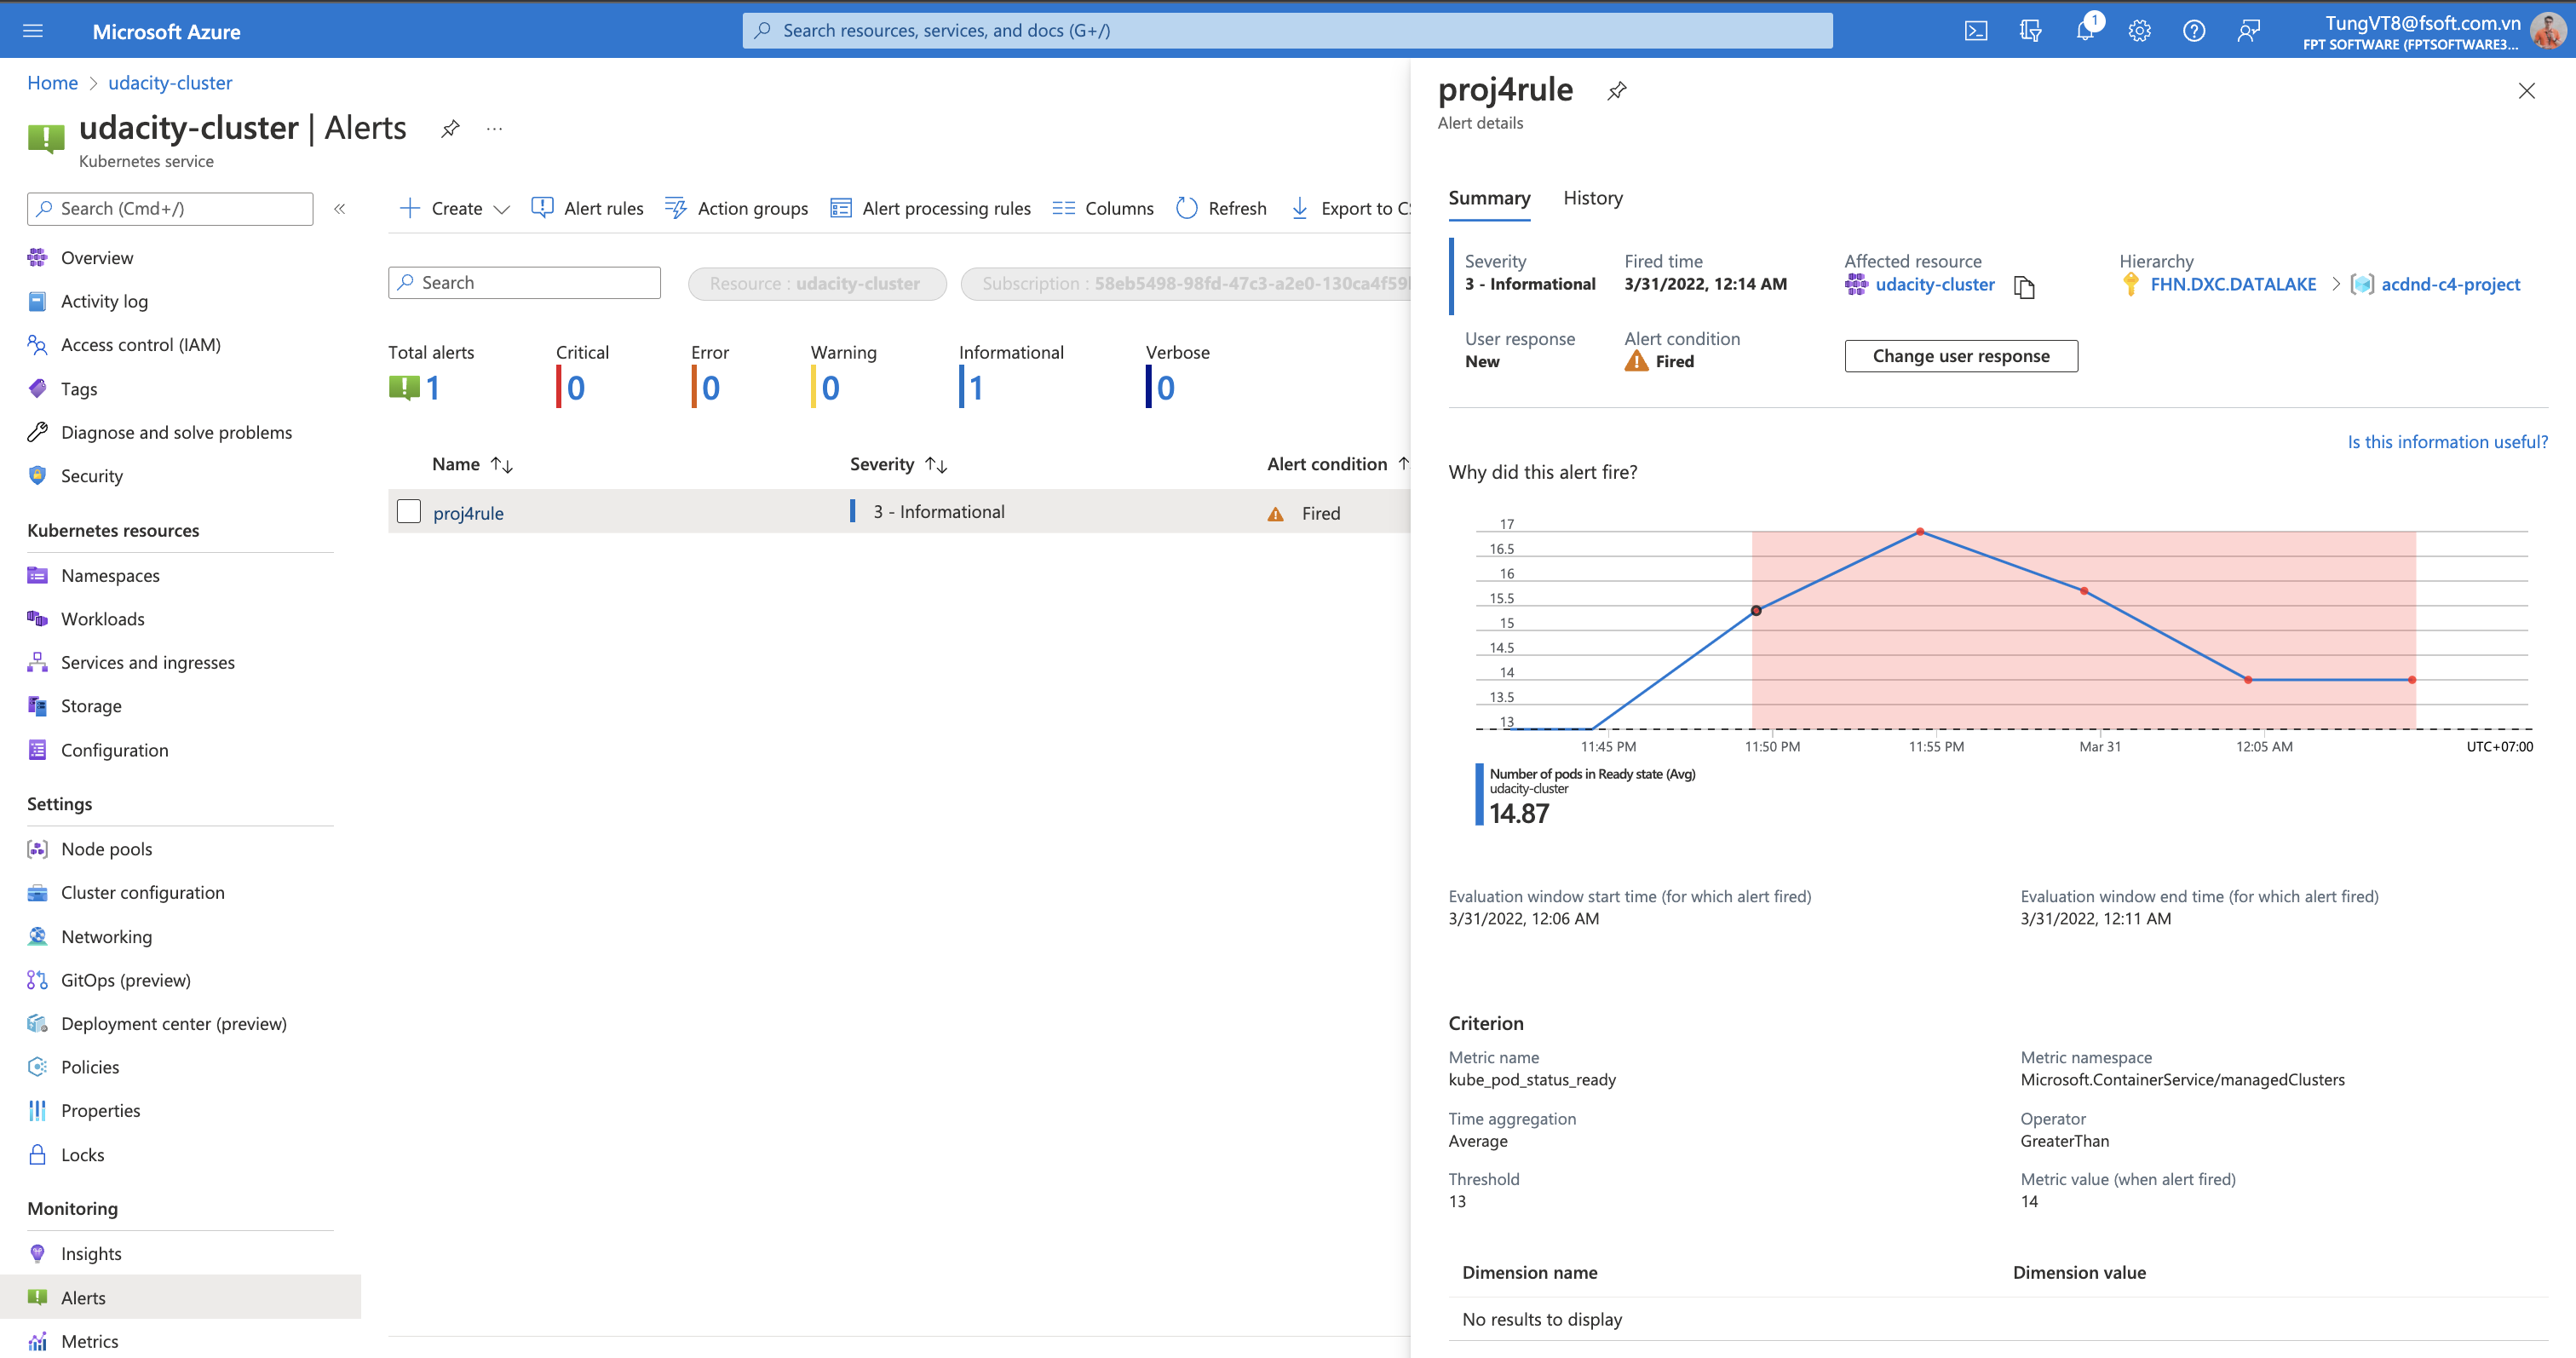 Microsoft Azure
Search resources, services, and docs (G+/)
1
TungVT8@fsoft.com.vn
FPT SOFTWARE (FPTSOFTWARE3...
Home > udacity-cluster
udacity-cluster | Alerts ...
Kubernetes service
Search (Cmd+/) «
Overview
Activity log
Access control (IAM)
Tags
Diagnose and solve problems
Security
Kubernetes resources
Namespaces
Workloads
Services and ingresses
Storage
Configuration
Settings
Node pools
Cluster configuration
Networking
GitOps (preview)
Deployment center (preview)
Policies
Properties
Locks
Monitoring
Insights
Alerts
Metrics
Create Alert rules Action groups Alert processing rules Columns Refresh Export to C
Search Resource : udacity-cluster Subscription : 58eb5498-98fd-47c3-a2e0-130ca4f59
Total alerts Critical Error Warning Informational Verbose
1 0 0 0 1 0
Name Severity Alert condition
proj4rule 3 - Informational Fired
proj4rule
Alert details
Summary History
Severity Fired time Affected resource Hierarchy
3 - Informational 3/31/2022, 12:14 AM udacity-cluster FHN.DXC.DATALAKE > acdnd-c4-project
User response Alert condition
New Fired Change user response
Is this information useful?
Why did this alert fire?
17
16.5
16
15.5
15
14.5
14
13.5
13
11:45 PM 11:50 PM 11:55 PM Mar 31 12:05 AM UTC+07:00
Number of pods in Ready state (Avg)
udacity-cluster
14.87
Evaluation window start time (for which alert fired) Evaluation window end time (for which alert fired)
3/31/2022, 12:06 AM 3/31/2022, 12:11 AM
Criterion
Metric name Metric namespace
kube_pod_status_ready Microsoft.ContainerService/managedClusters
Time aggregation Operator
Average GreaterThan
Threshold Metric value (when alert fired)
13 14
Dimension name Dimension value
No results to display